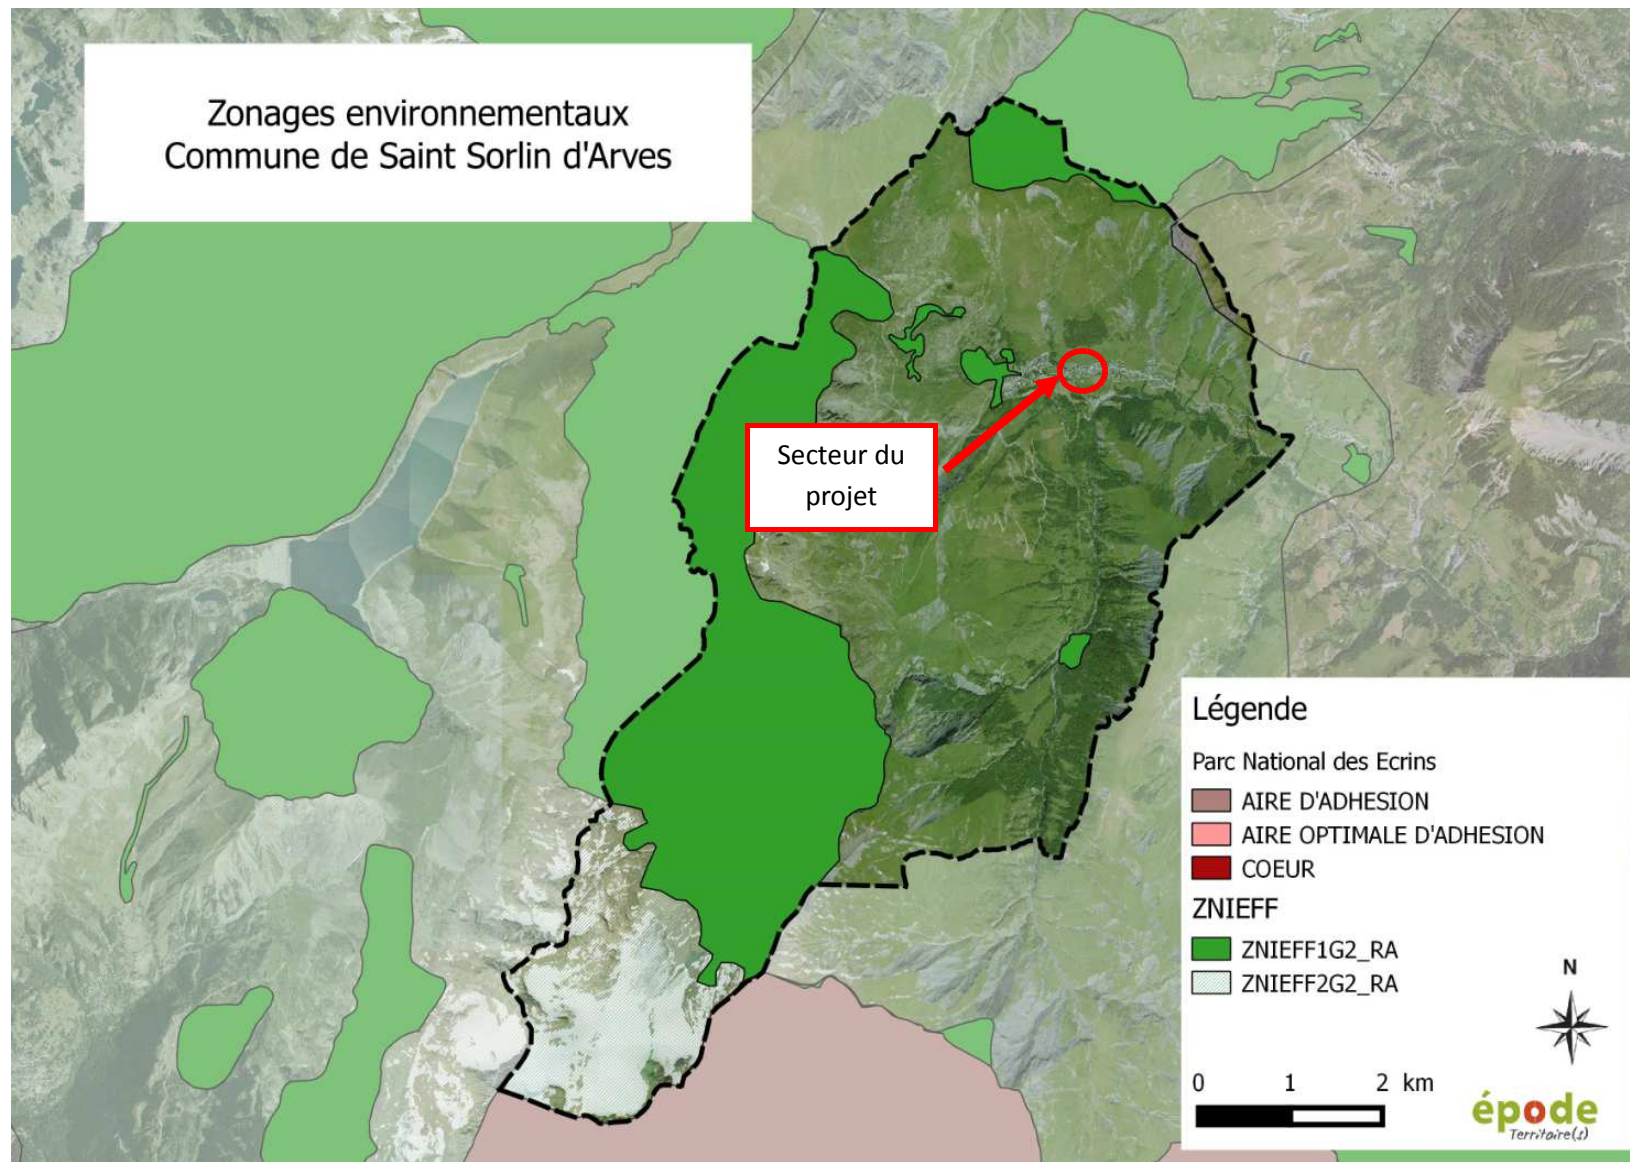 Zonages environnementaux
Commune de Saint Sorlin d'Arves
Secteur du
projet
Légende
Parc National des Ecrins
AIRE D'ADHESION
AIRE OPTIMALE D'ADHESION
COEUR
ZNIEFF
ZNIEFF1G2_RA
ZNIEFF2G2_RA
N
0 1 2 km
épode
Territoire(s)